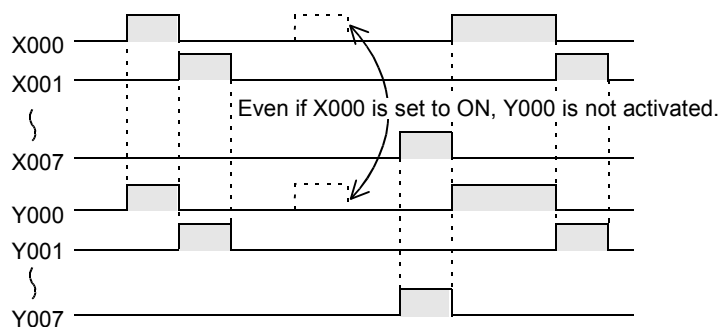 X000
X001
Even if X000 is set to ON, Y000 is not activated.
X007
Y000
Y001
Y007